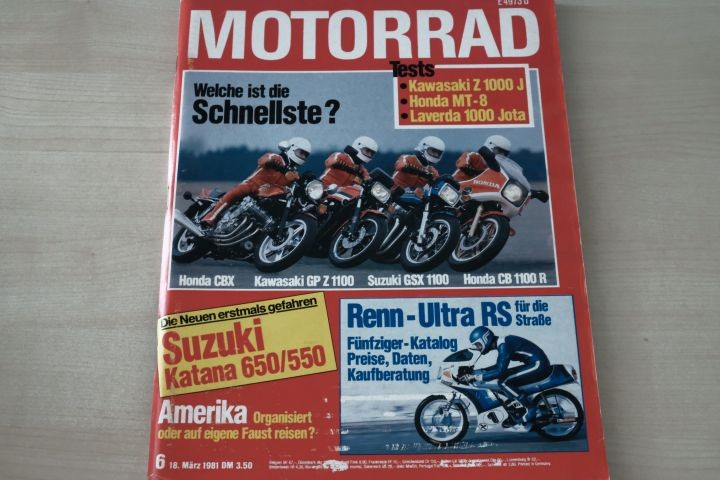 MOTORRAD
Tests
• Kawasaki Z 1000 J
• Honda MT-8
• Laverda 1000 Jota
Welche ist die
Schnellste?
HONDA
Honda CBX Kawasaki GP Z 1100 Suzuki GSX 1100 Honda CB 1100 R
Die Neuen erstmals gefahren
Suzuki
Katana 650/550
Renn-Ultra RS für die
Straße
Fünfziger-Katalog
Preise, Daten,
Kaufberatung
Amerika Organisiert
oder auf eigene Faust reisen?
6 18. März 1981 DM 3.50
Printed in Germany